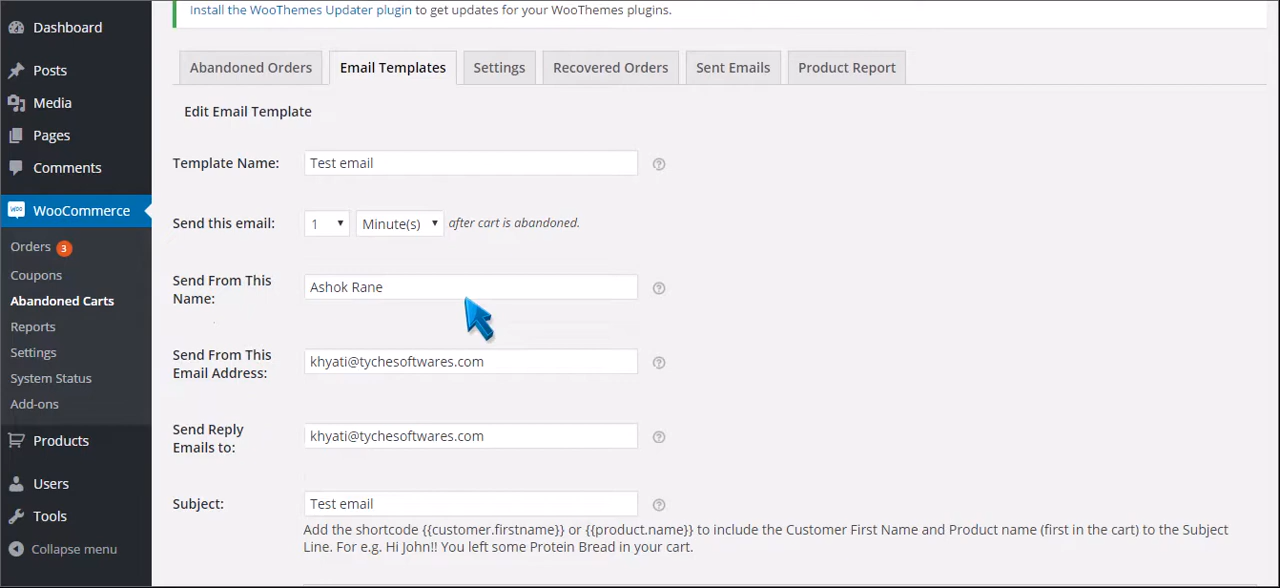 Install the WooThemes Updater plugin to get updates for your WooThemes plugins.
Dashboard
Posts
Media
Pages
Comments
WooCommerce
Orders 3
Coupons
Abandoned Carts
Reports
Settings
System Status
Add-ons
Products
Users
Tools
Collapse menu
Abandoned Orders Email Templates Settings Recovered Orders Sent Emails Product Report
Edit Email Template
Template Name: Test email
Send this email: 1 Minute(s) after cart is abandoned.
Send From This
Name:
Ashok Rane
Send From This
Email Address:
khyati@tychesoftwares.com
Send Reply
Emails to:
khyati@tychesoftwares.com
Subject: Test email
Add the shortcode {{customer.firstname}} or {{product.name}} to include the Customer First Name and Product name (first in the cart) to the Subject
Line. For e.g. Hi John!! You left some Protein Bread in your cart.